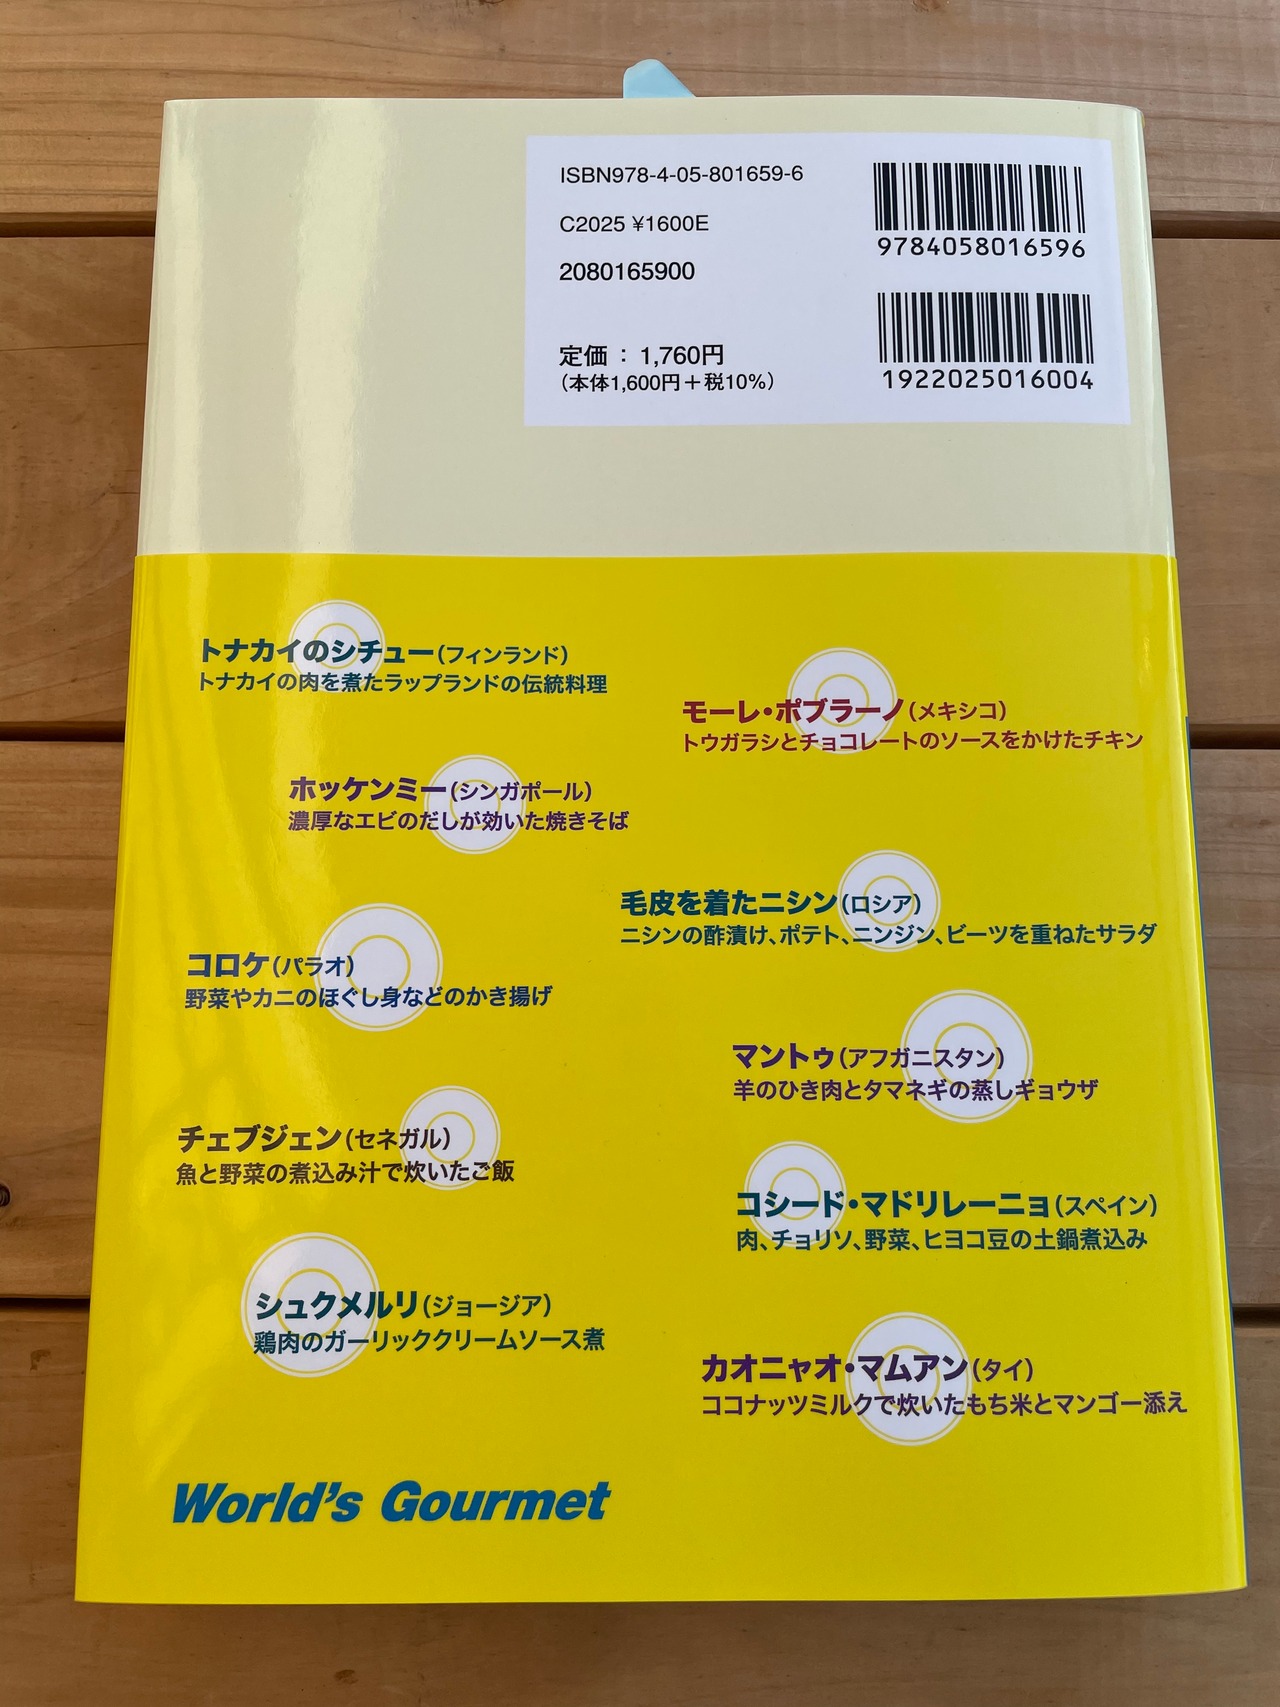 ISBN978-4-05-801659-6
C2025 ¥1600E
2080165900
定価 : 1,760円
(本体1,600円+税10%)
9784058016596
1922025016004
トナカイのシチュー(フィンランド)
トナカイの肉を煮たラップランドの伝統料理
モーレ・ポブラーノ(メキシコ)
トウガラシとチョコレートのソースをかけたチキン
ホッケンミー(シンガポール)
濃厚なエビのだしが効いた焼きそば
毛皮を着たニシン(ロシア)
ニシンの酢漬け、ポテト、ニンジン、ビーツを重ねたサラダ
コロケ(パラオ)
野菜やカニのほぐし身などのかき揚げ
マントゥ(アフガニスタン)
羊のひき肉とタマネギの蒸しギョウザ
チェブジェン(セネガル)
魚と野菜の煮込み汁で炊いたご飯
コシード・マドリレーニョ(スペイン)
肉、チョリソ、野菜、ヒヨコ豆の土鍋煮込み
シュクメルリ(ジョージア)
鶏肉のガーリッククリームソース煮
カオニャオ・マムアン(タイ)
ココナッツミルクで炊いたもち米とマンゴー添え
World's Gourmet